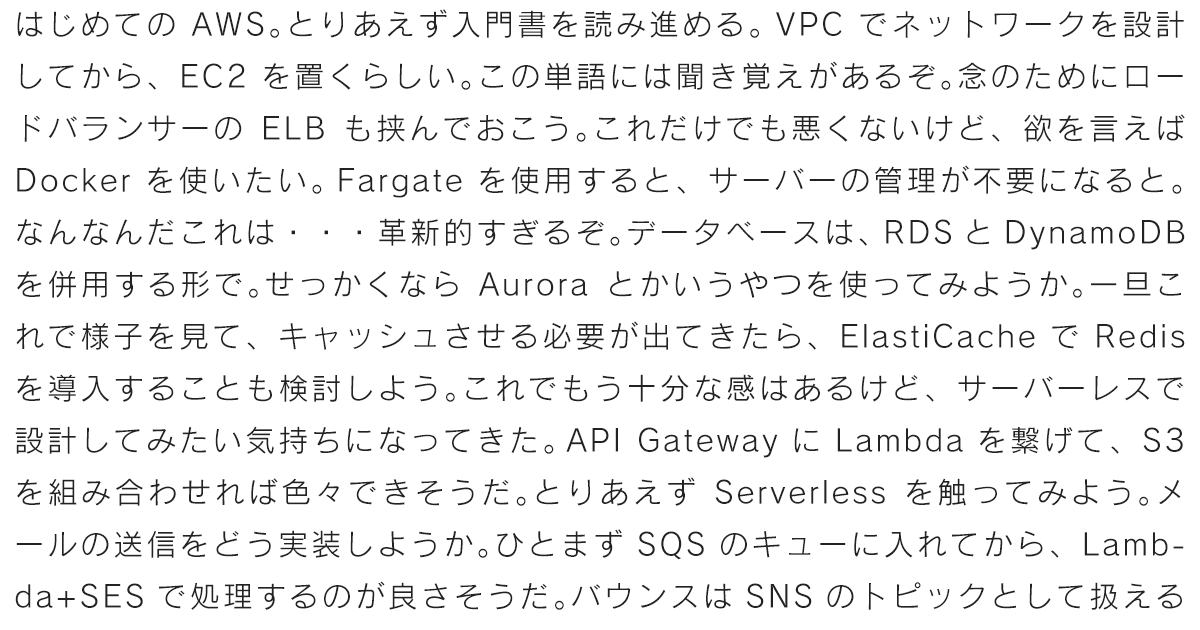 はじめての AWS。とりあえず入門書を読み進める。VPC でネットワークを設計
してから、EC2 を置くらしい。この単語には聞き覚えがあるぞ。念のためにロー
ドバランサーの ELB も挟んでおこう。これだけでも悪くないけど、欲を言えば
Docker を使いたい。Fargate を使用すると、サーバーの管理が不要になると。
なんなんだこれは・・・革新的すぎるぞ。データベースは、RDS と DynamoDB
を併用する形で。せっかくなら Aurora とかいうやつを使ってみようか。一旦こ
れで様子を見て、キャッシュさせる必要が出てきたら、ElastiCache で Redis
を導入することも検討しよう。これでもう十分な感はあるけど、サーバーレスで
設計してみたい気持ちになってきた。API Gateway に Lambda を繋げて、S3
を組み合わせれば色々できそうだ。とりあえず Serverless を触ってみよう。メ
ールの送信をどう実装しようか。ひとまず SQS のキューに入れてから、Lamb-
da+SES で処理するのが良さそうだ。バウンスは SNS のトピックとして扱える